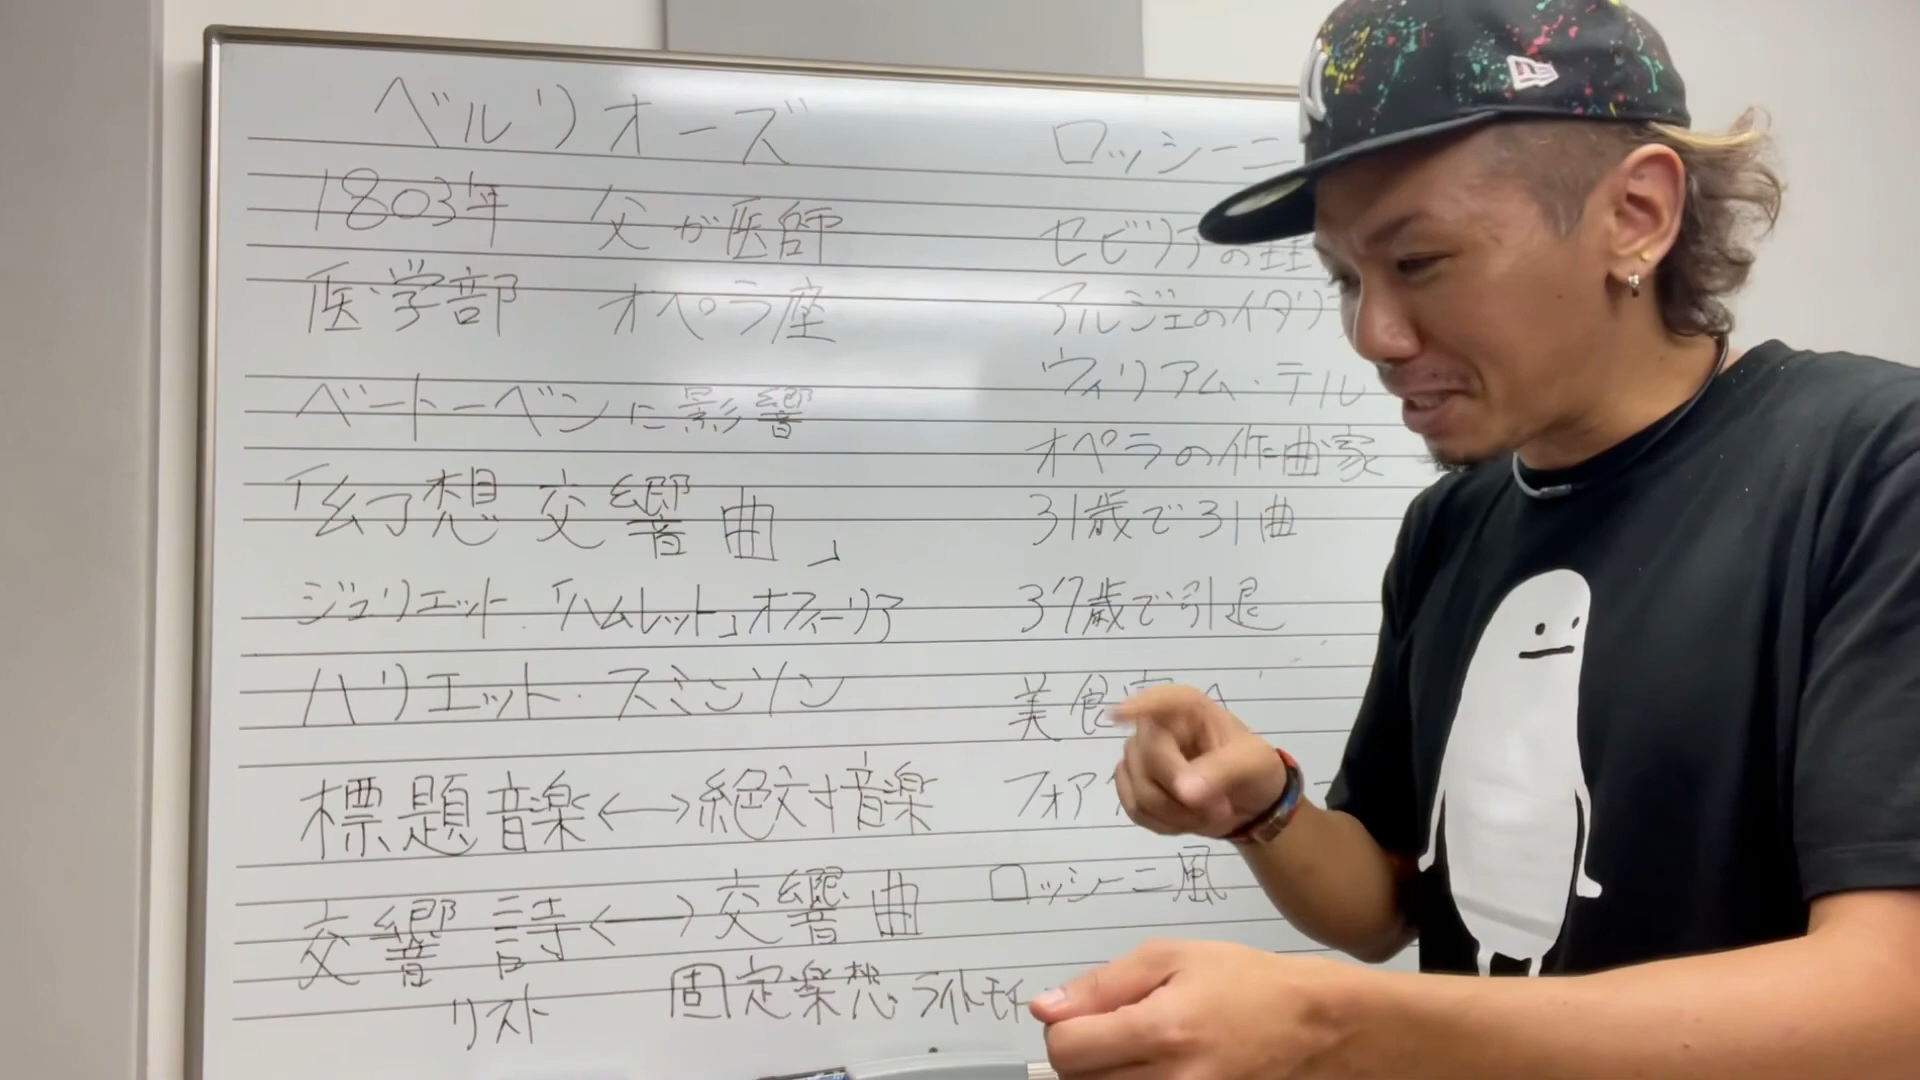 ベルリオーズ
1803年 父が医師
医学部 オペラ座
ベートーベンに影響
「幻想交響曲」
ジュリエット 「ハムレット」オフィーリア
ハリエット・スミンソン
標題音楽⟷絶対音楽
交響詩⟷交響曲
リスト 固定楽想 ライトモチ
ロッシーニ
セビリアの
アルジェのイタリ
ウィリアム・テル
オペラの作曲家
31歳で31曲
37歳で引退
美食家へ
フォア
ロッシーニ風